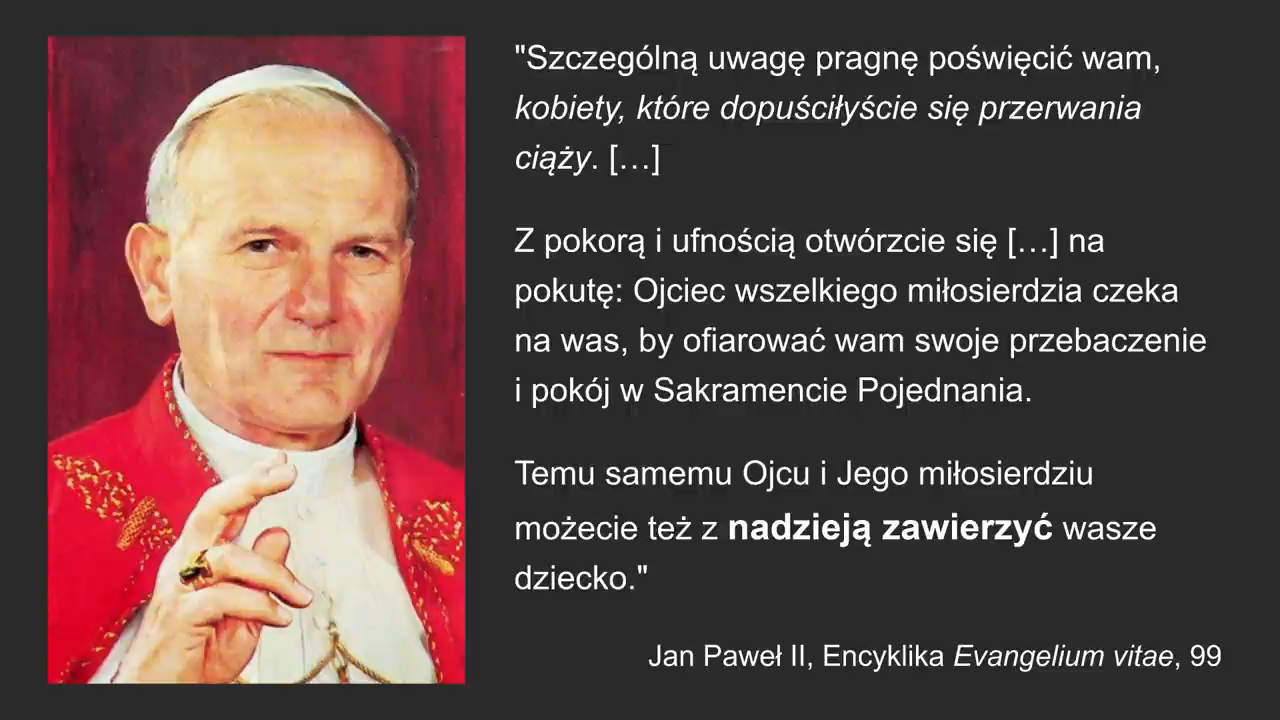 "Szczególną uwagę pragnę poświęcić wam,
kobiety, które dopuściłyście się przerwania
ciąży. […]
Z pokorą i ufnością otwórzcie się […] na
pokutę: Ojciec wszelkiego miłosierdzia czeka
na was, by ofiarować wam swoje przebaczenie
i pokój w Sakramencie Pojednania.
Temu samemu Ojcu i Jego miłosierdziu
możecie też z nadzieją zawierzyć wasze
dziecko."
Jan Paweł II, Encyklika Evangelium vitae, 99